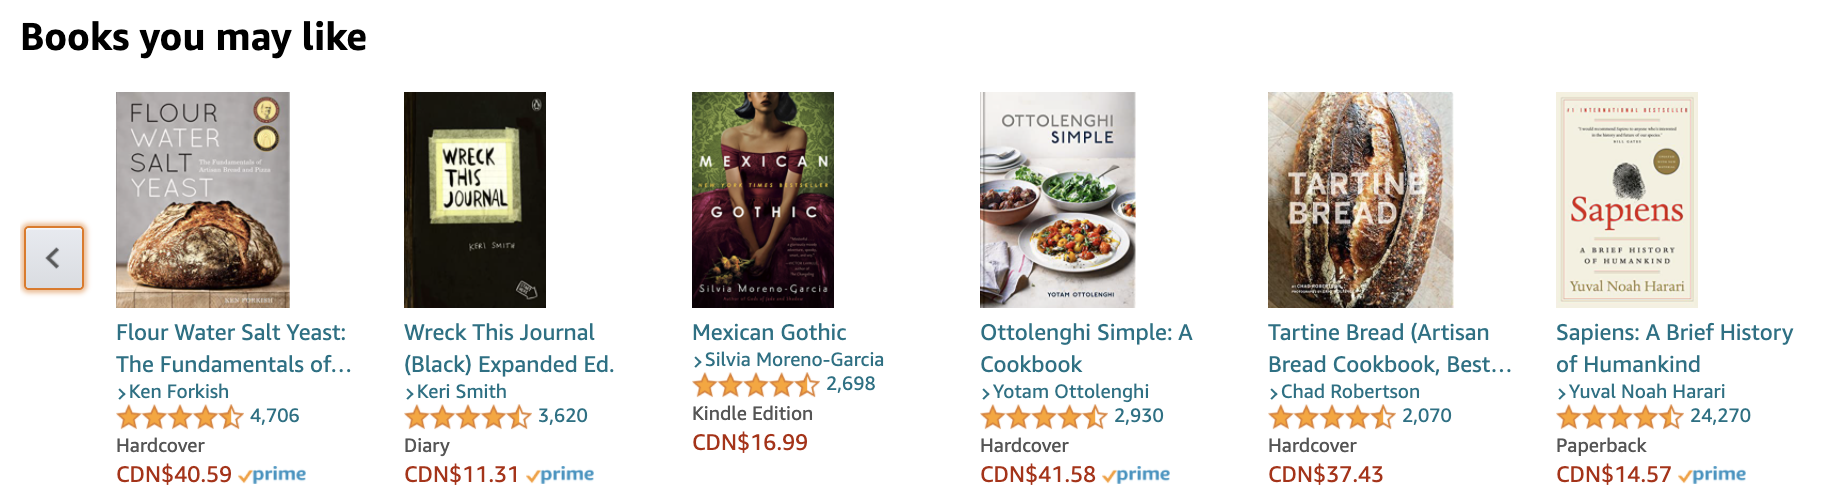 Books you may like
FLOUR
WATER
SALT
YEAST
The Fundamentals of
Artisan Bread and Pizza
KEN FORKISH
Flour Water Salt Yeast:
The Fundamentals of...
›Ken Forkish
4,706
Hardcover
CDN$40.59 prime
WRECK
THIS
JOURNAL
KERI SMITH
Wreck This Journal
(Black) Expanded Ed.
›Keri Smith
3,620
Diary
CDN$11.31 prime
MEXICAN
NEW YORK TIMES BESTSELLER
GOTHIC
Silvia Moreno-Garcia
Mexican Gothic
›Silvia Moreno-Garcia
2,698
Kindle Edition
CDN$16.99
OTTOLENGHI
SIMPLE
YOTAM OTTOLENGHI
Ottolenghi Simple: A
Cookbook
›Yotam Ottolenghi
2,930
Hardcover
CDN$41.58 prime
TARTINE
BREAD
Tartine Bread (Artisan
Bread Cookbook, Best...
›Chad Robertson
2,070
Hardcover
CDN$37.43
#1 INTERNATIONAL BESTSELLER
BILL GATES
Sapiens
A BRIEF HISTORY
OF HUMANKIND
Yuval Noah Harari
Sapiens: A Brief History
of Humankind
›Yuval Noah Harari
24,270
Paperback
CDN$14.57 prime